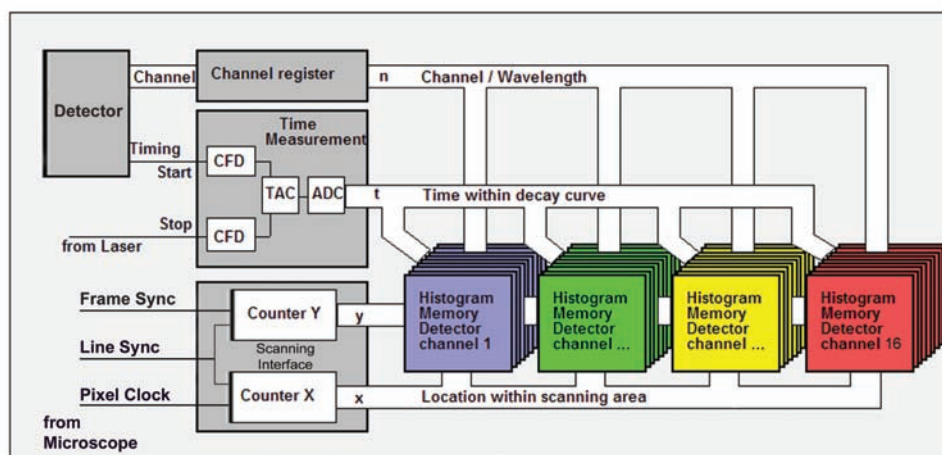 Detector
Channel
Channel register
n
Channel / Wavelength
Timing
Start
Time
Measurement
CFD
TAC
ADC
t
Time within decay curve
Stop
from Laser
CFD
Frame Sync
Counter Y
y
Line Sync
Scanning
Interface
Pixel Clock
Counter X
x
Location within scanning area
from
Microscope
Histogram
Memory
Detector
channel 1
Histogram
Memory
Detector
channel ...
Histogram
Memory
Detector
channel ...
Histogram
Memory
Detector
channel 16